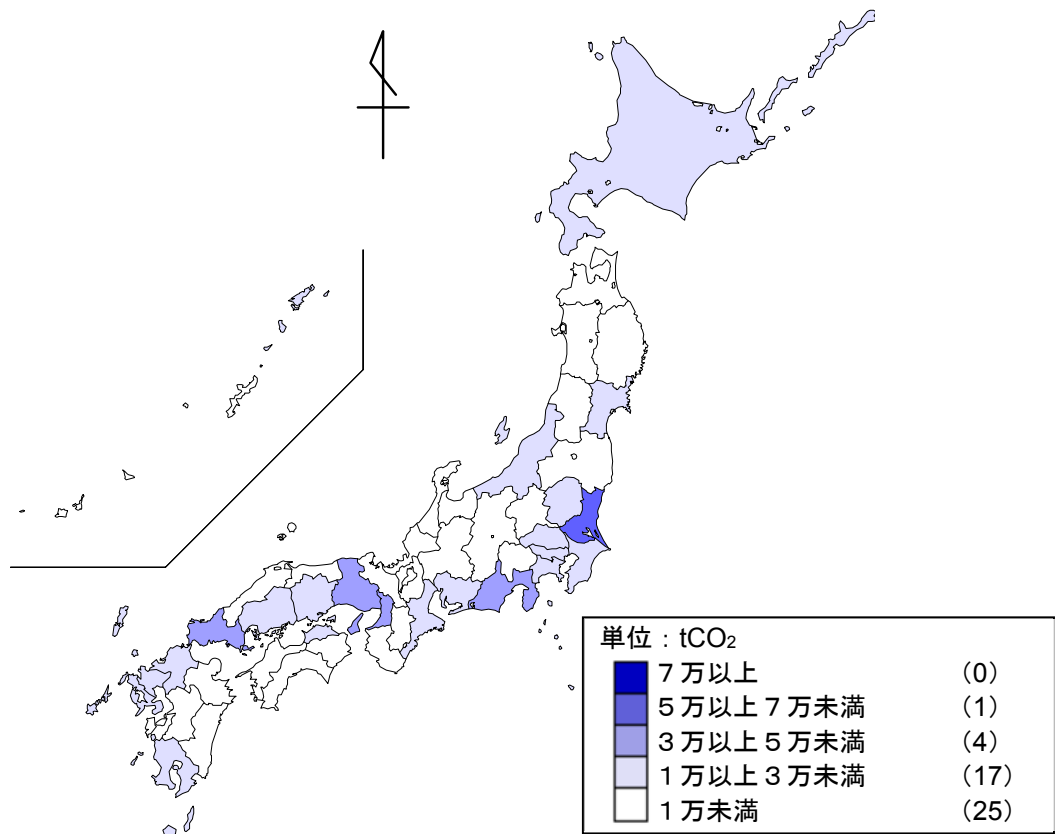 単位：tCO₂
７万以上 （0）
５万以上７万未満 （1）
３万以上５万未満 （4）
１万以上３万未満 （17）
１万未満 （25）